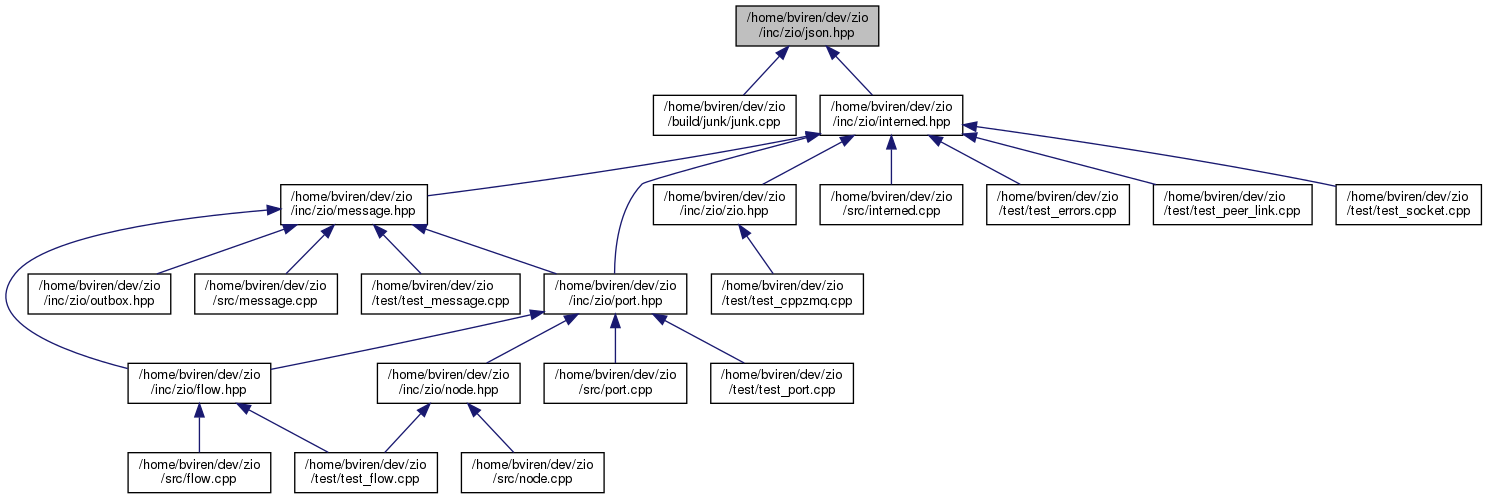 /home/bviren/dev/zio
/inc/zio/json.hpp
/home/bviren/dev/zio
/build/junk/junk.cpp
/home/bviren/dev/zio
/inc/zio/interned.hpp
/home/bviren/dev/zio
/inc/zio/message.hpp
/home/bviren/dev/zio
/inc/zio/zio.hpp
/home/bviren/dev/zio
/src/interned.cpp
/home/bviren/dev/zio
/test/test_errors.cpp
/home/bviren/dev/zio
/test/test_peer_link.cpp
/home/bviren/dev/zio
/test/test_socket.cpp
/home/bviren/dev/zio
/inc/zio/outbox.hpp
/home/bviren/dev/zio
/src/message.cpp
/home/bviren/dev/zio
/test/test_message.cpp
/home/bviren/dev/zio
/inc/zio/port.hpp
/home/bviren/dev/zio
/test/test_cppzmq.cpp
/home/bviren/dev/zio
/inc/zio/flow.hpp
/home/bviren/dev/zio
/inc/zio/node.hpp
/home/bviren/dev/zio
/src/port.cpp
/home/bviren/dev/zio
/test/test_port.cpp
/home/bviren/dev/zio
/src/flow.cpp
/home/bviren/dev/zio
/test/test_flow.cpp
/home/bviren/dev/zio
/src/node.cpp